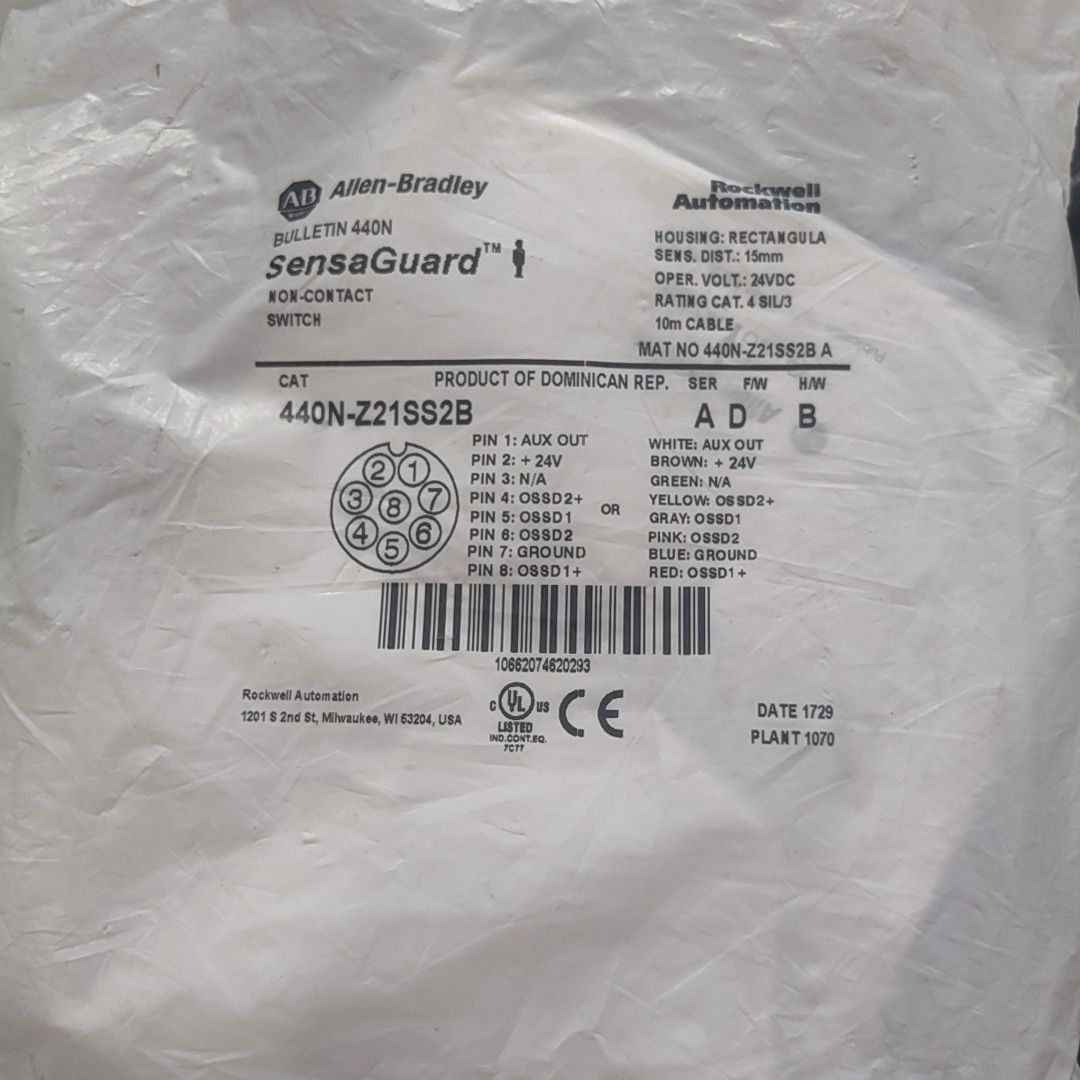 AB Allen-Bradley
BULLETIN 440N
SensaGuard™
NON-CONTACT
SWITCH
Rockwell
Automation
HOUSING: RECTANGULA
SENS. DIST.: 15mm
OPER. VOLT.: 24VDC
RATING CAT. 4 SIL/3
10m CABLE
MAT NO 440N-Z21SS2B A
CAT PRODUCT OF DOMINICAN REP. SER F/W H/W
440N-Z21SS2B A D B
2 1
3 8 7
4 6
5
PIN 1: AUX OUT
PIN 2: + 24V
PIN 3: N/A
PIN 4: OSSD2+
PIN 5: OSSD1
PIN 6: OSSD2
PIN 7: GROUND
PIN 8: OSSD1+
OR
WHITE: AUX OUT
BROWN: + 24V
GREEN: N/A
YELLOW: OSSD2+
GRAY: OSSD1
PINK: OSSD2
BLUE: GROUND
RED: OSSD1+
10662074620293
Rockwell Automation
1201 S 2nd St, Milwaukee, WI 53204, USA
C UL US
LISTED
IND.CONT.EQ.
7C77
CE
DATE 1729
PLANT 1070